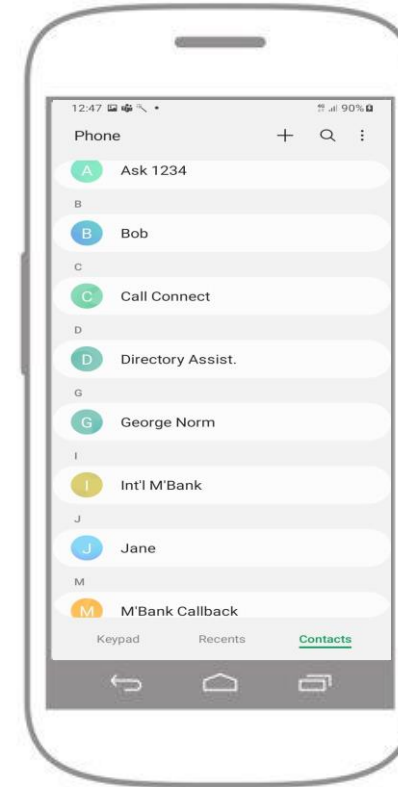 12:47 90%
Phone
A Ask 1234
B
B Bob
C
C Call Connect
D
D Directory Assist.
G
G George Norm
I
I Int'l M'Bank
J
J Jane
M
M M'Bank Callback
Keypad Recents Contacts